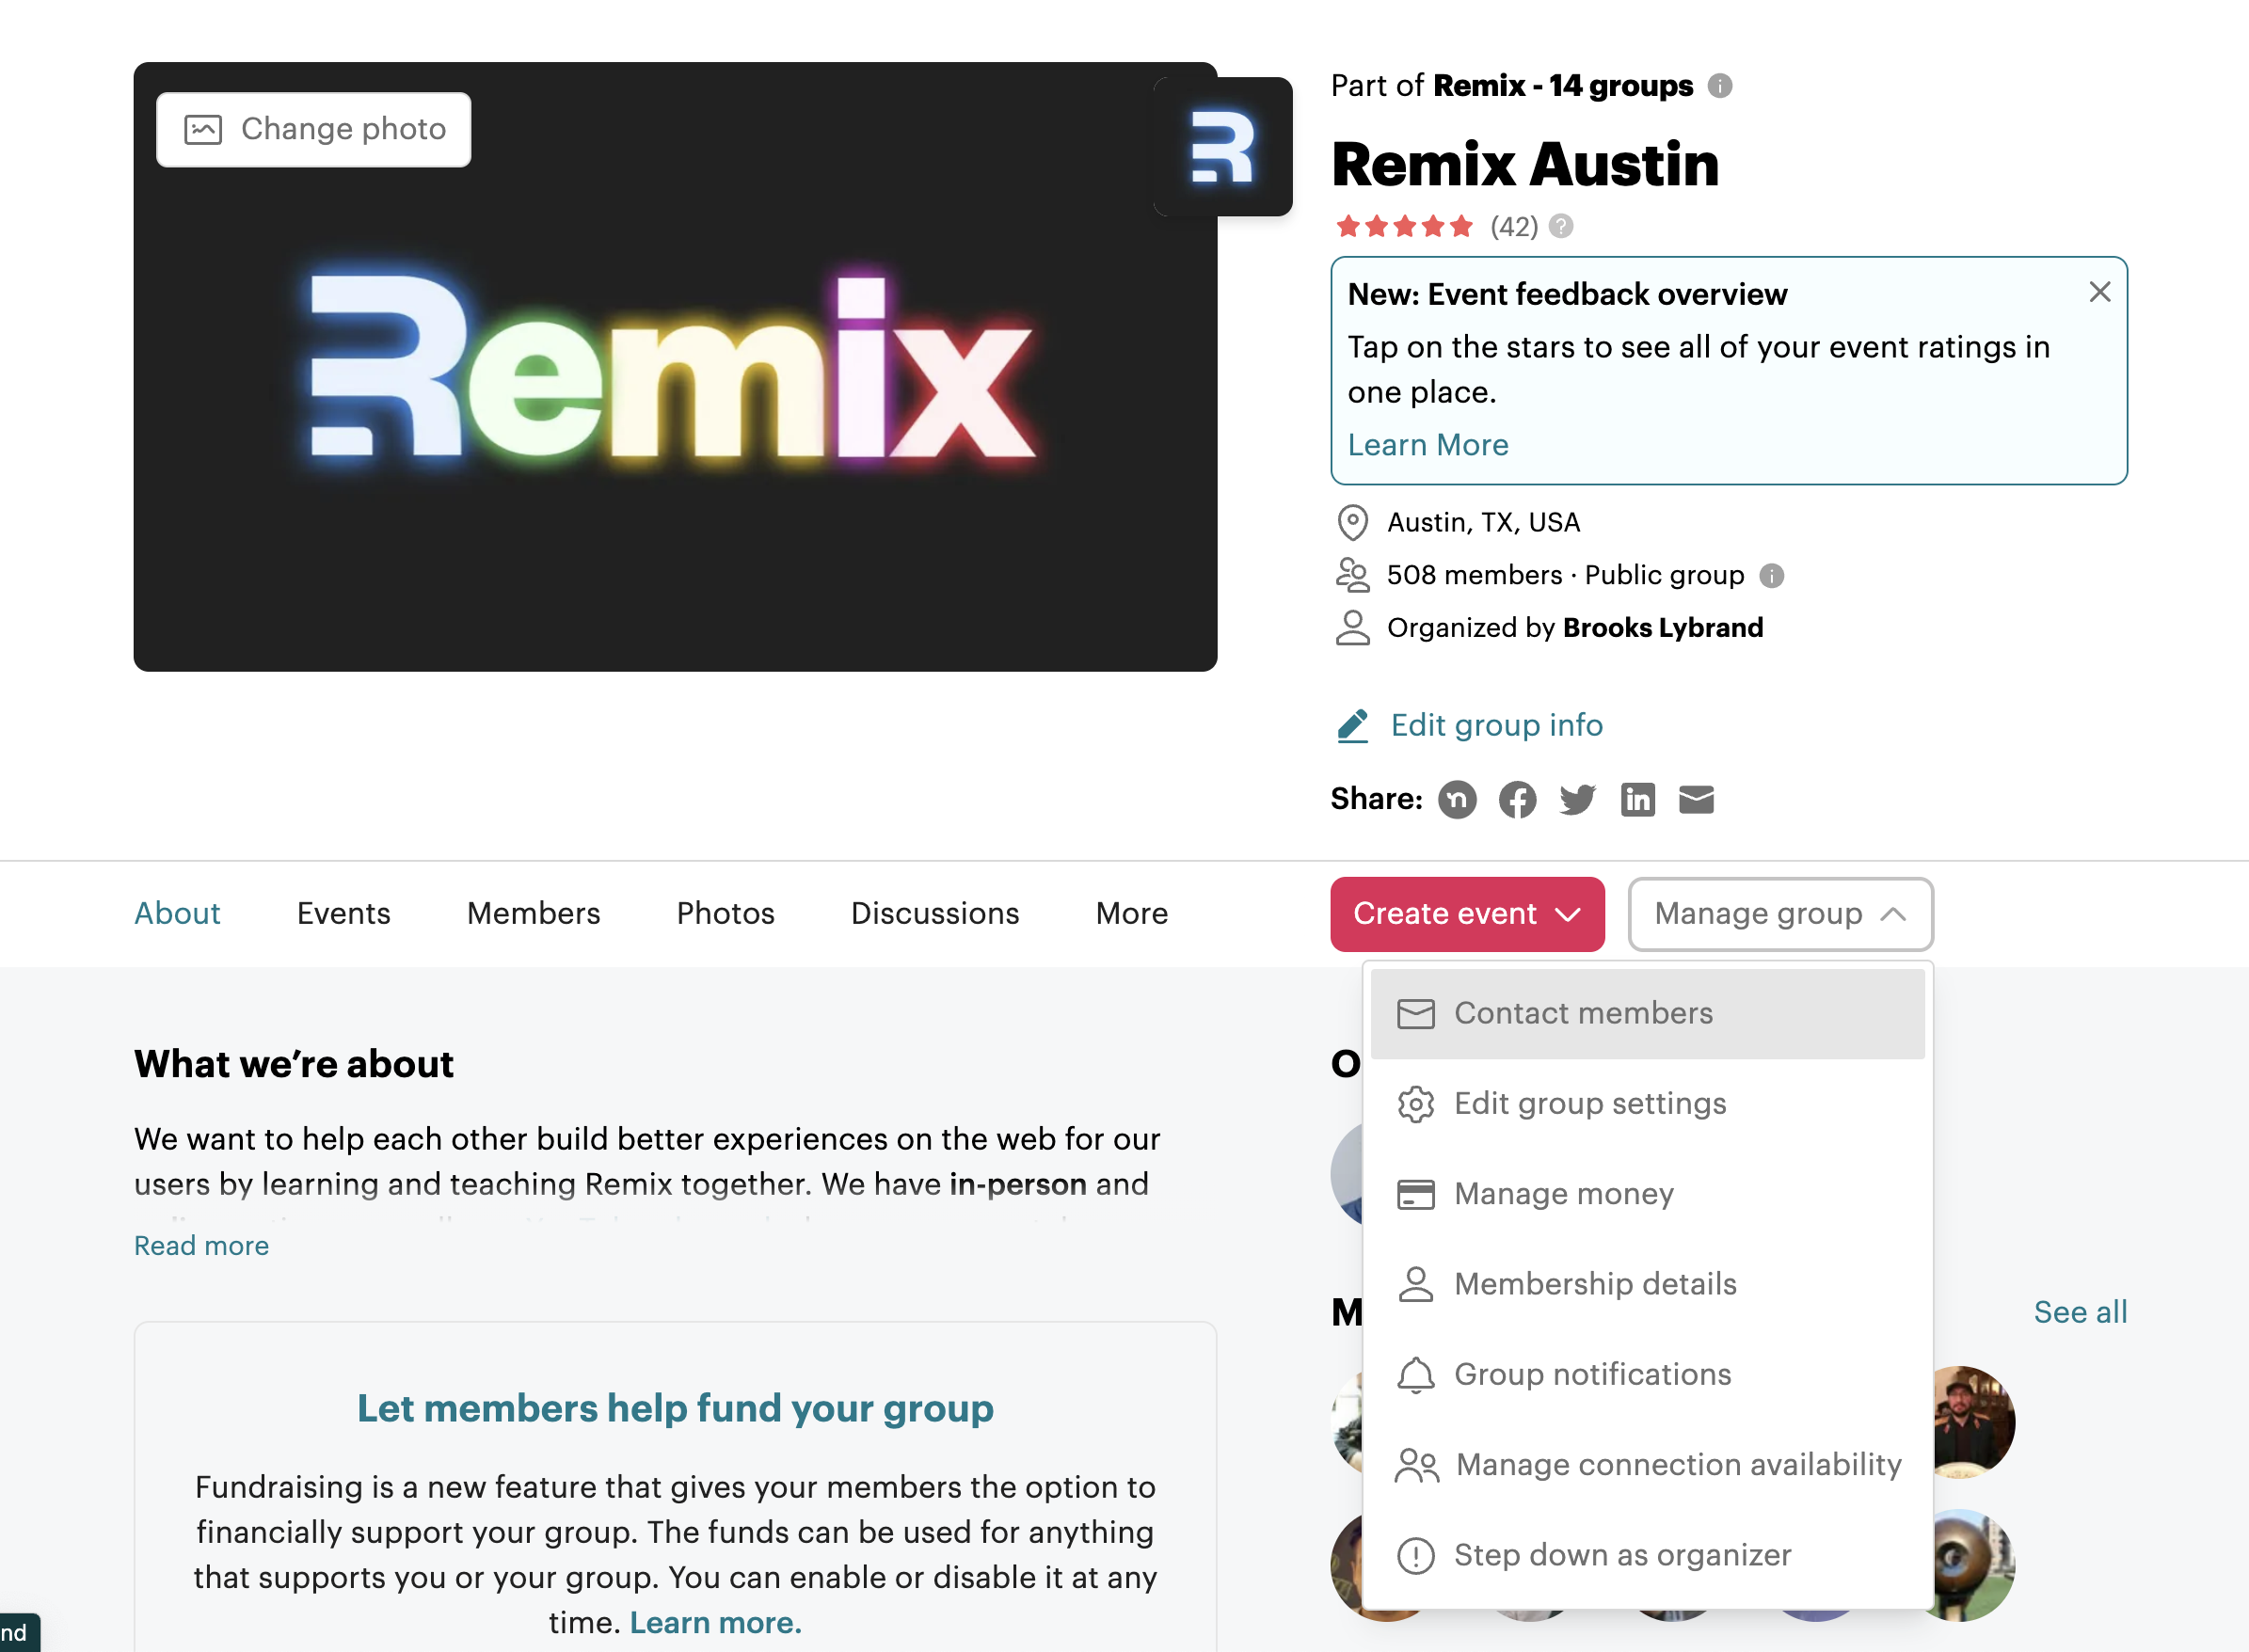 Change photo
Remix
R
Part of Remix - 14 groups
Remix Austin
(42)
New: Event feedback overview
Tap on the stars to see all of your event ratings in
one place.
Learn More
Austin, TX, USA
508 members · Public group
Organized by Brooks Lybrand
Edit group info
Share:
About Events Members Photos Discussions More
Create event
Manage group
Contact members
Edit group settings
Manage money
Membership details
Group notifications
Manage connection availability
Step down as organizer
What we’re about
We want to help each other build better experiences on the web for our
users by learning and teaching Remix together. We have in-person and
Read more
Let members help fund your group
Fundraising is a new feature that gives your members the option to
financially support your group. The funds can be used for anything
that supports you or your group. You can enable or disable it at any
time. Learn more.
O
M
See all
nd